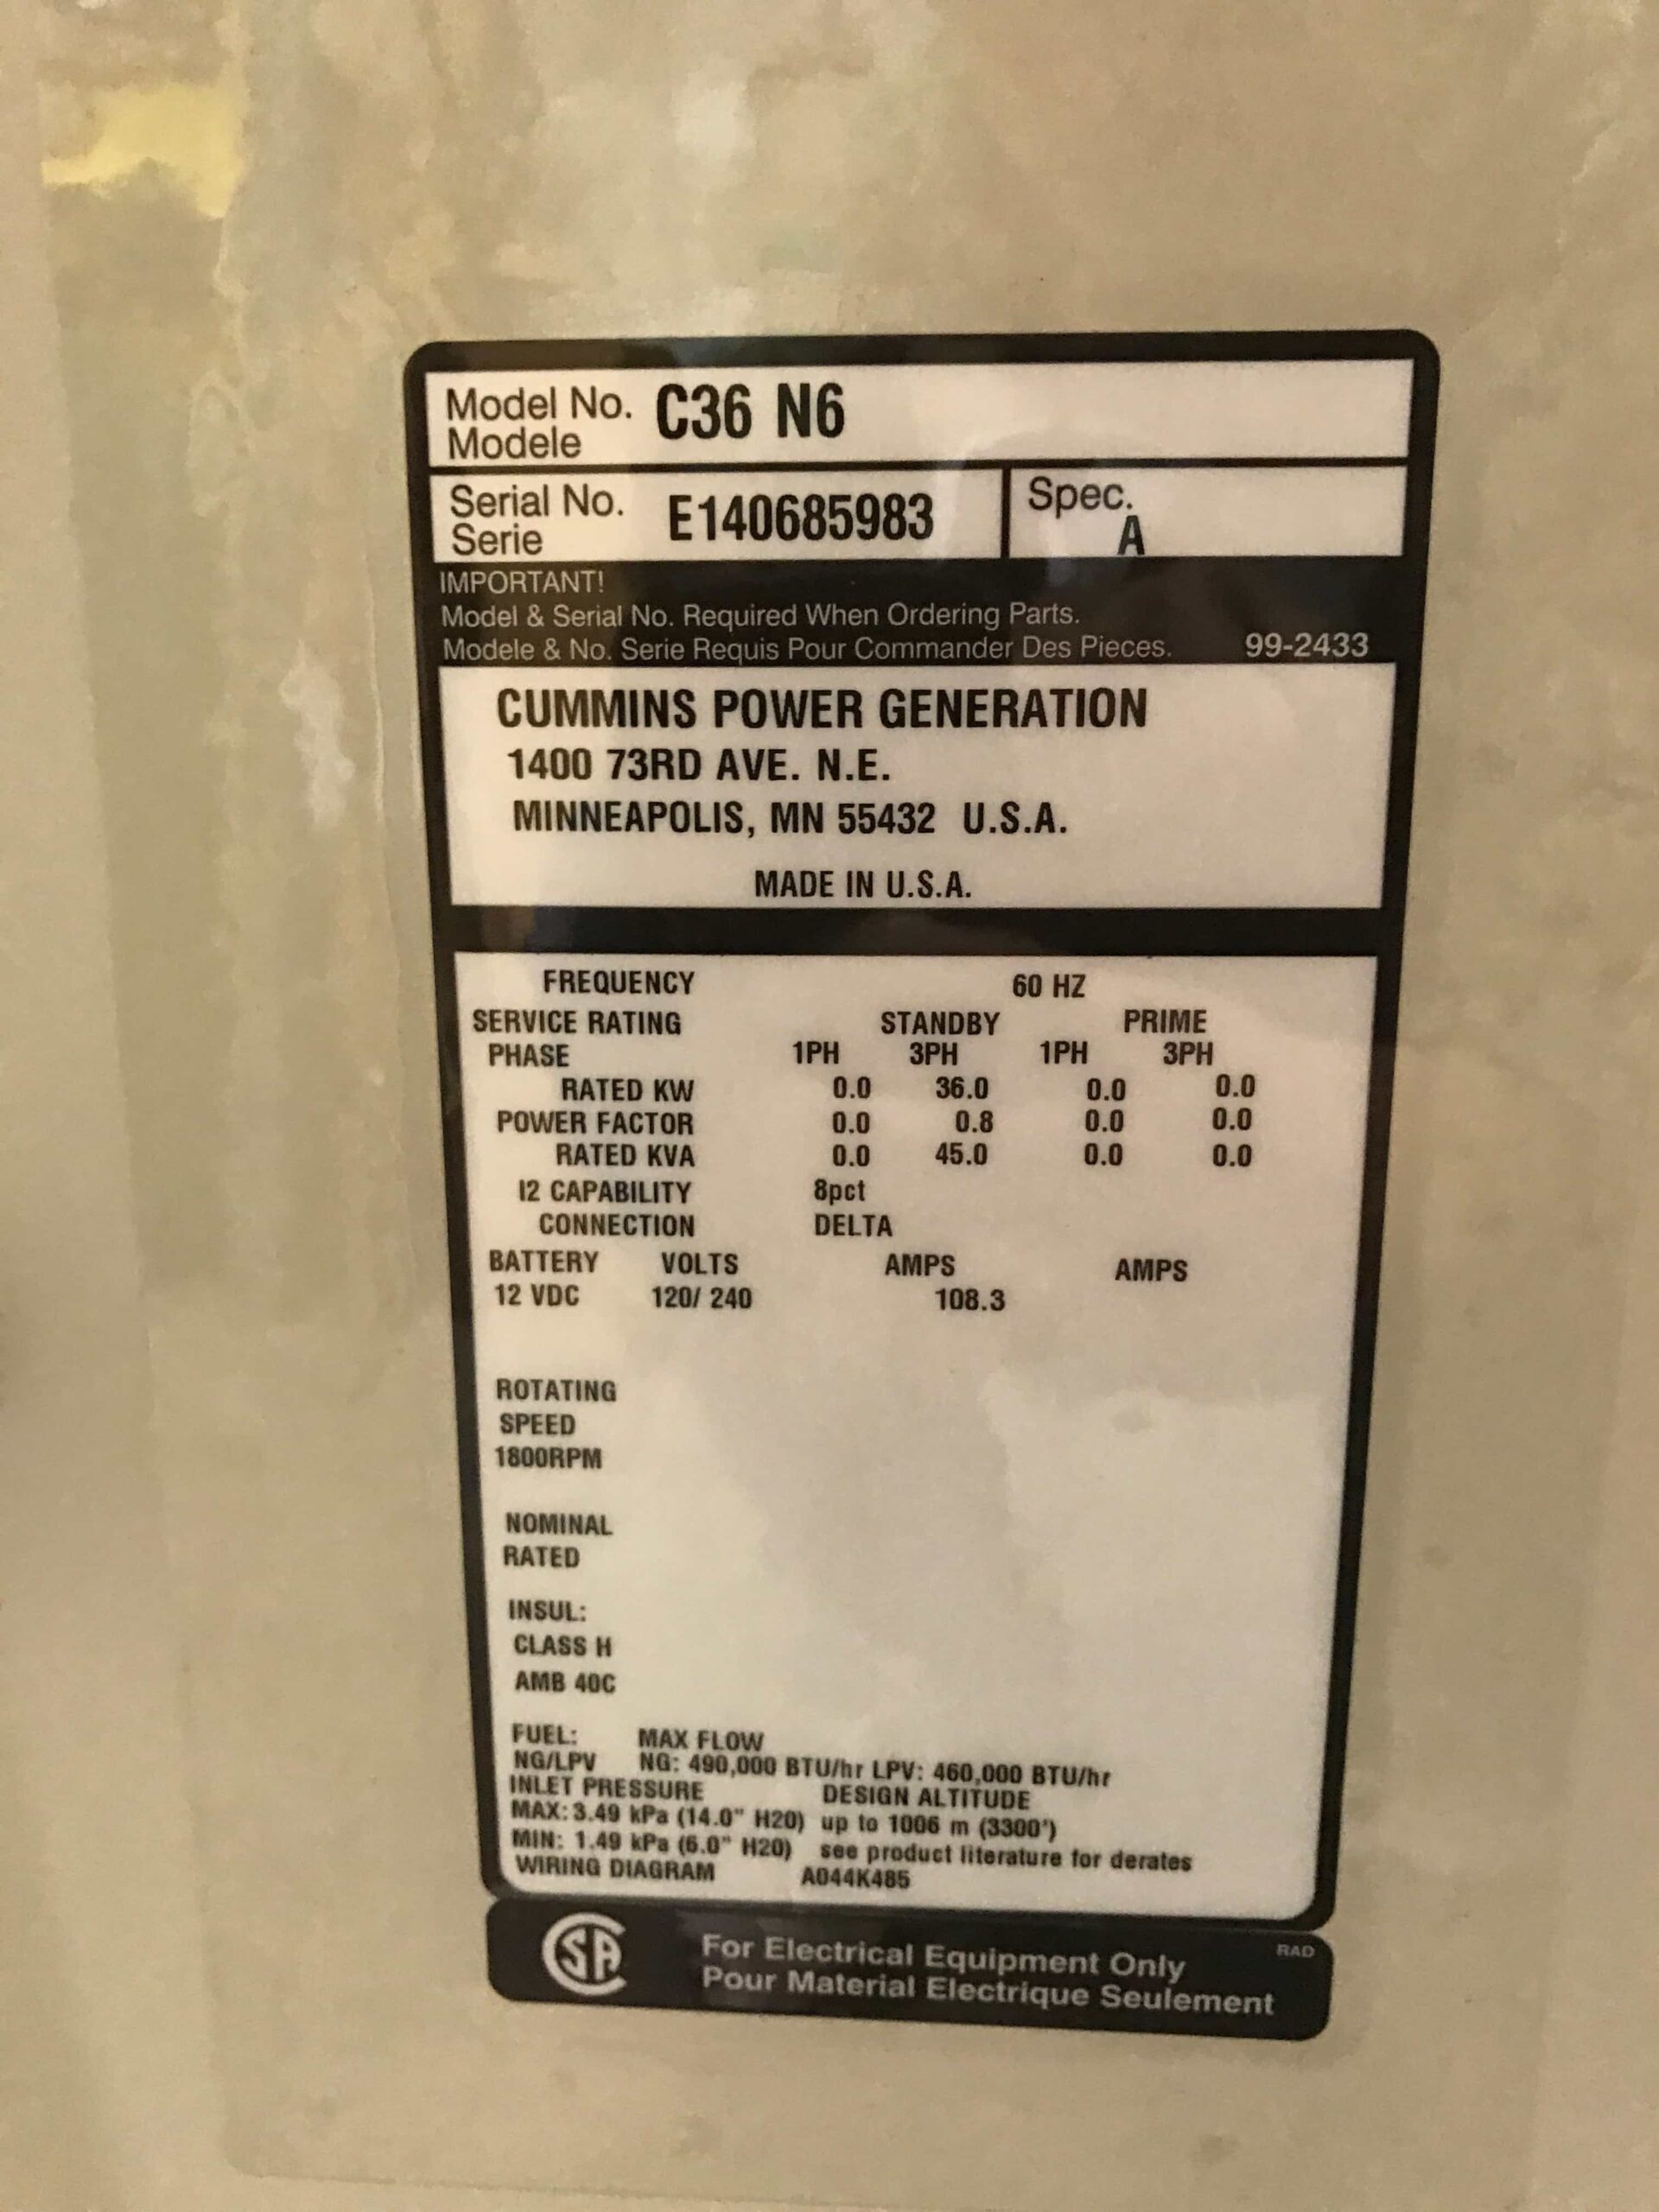 Model No. C36 N6
Modele
Serial No. E140685983
Serie
Spec.
A
IMPORTANT!
Model & Serial No. Required When Ordering Parts.
Modele & No. Serie Requis Pour Commander Des Pieces. 99-2433
CUMMINS POWER GENERATION
1400 73RD AVE. N.E.
MINNEAPOLIS, MN 55432 U.S.A.
MADE IN U.S.A.
FREQUENCY 60 HZ
SERVICE RATING STANDBY PRIME
PHASE 1PH 3PH 1PH 3PH
RATED KW 0.0 36.0 0.0 0.0
POWER FACTOR 0.0 0.8 0.0 0.0
RATED KVA 0.0 45.0 0.0 0.0
I2 CAPABILITY 8pct
CONNECTION DELTA
BATTERY VOLTS AMPS AMPS
12 VDC 120/ 240 108.3
ROTATING
SPEED
1800RPM
NOMINAL
RATED
INSUL:
CLASS H
AMB 40C
FUEL: MAX FLOW
NG/LPV NG: 490,000 BTU/hr LPV: 460,000 BTU/hr
INLET PRESSURE DESIGN ALTITUDE
MAX: 3.49 kPa (14.0" H20) up to 1006 m (3300')
MIN: 1.49 kPa (6.0" H20) see product literature for derates
WIRING DIAGRAM A044K485
SA For Electrical Equipment Only RAD
Pour Material Electrique Seulement